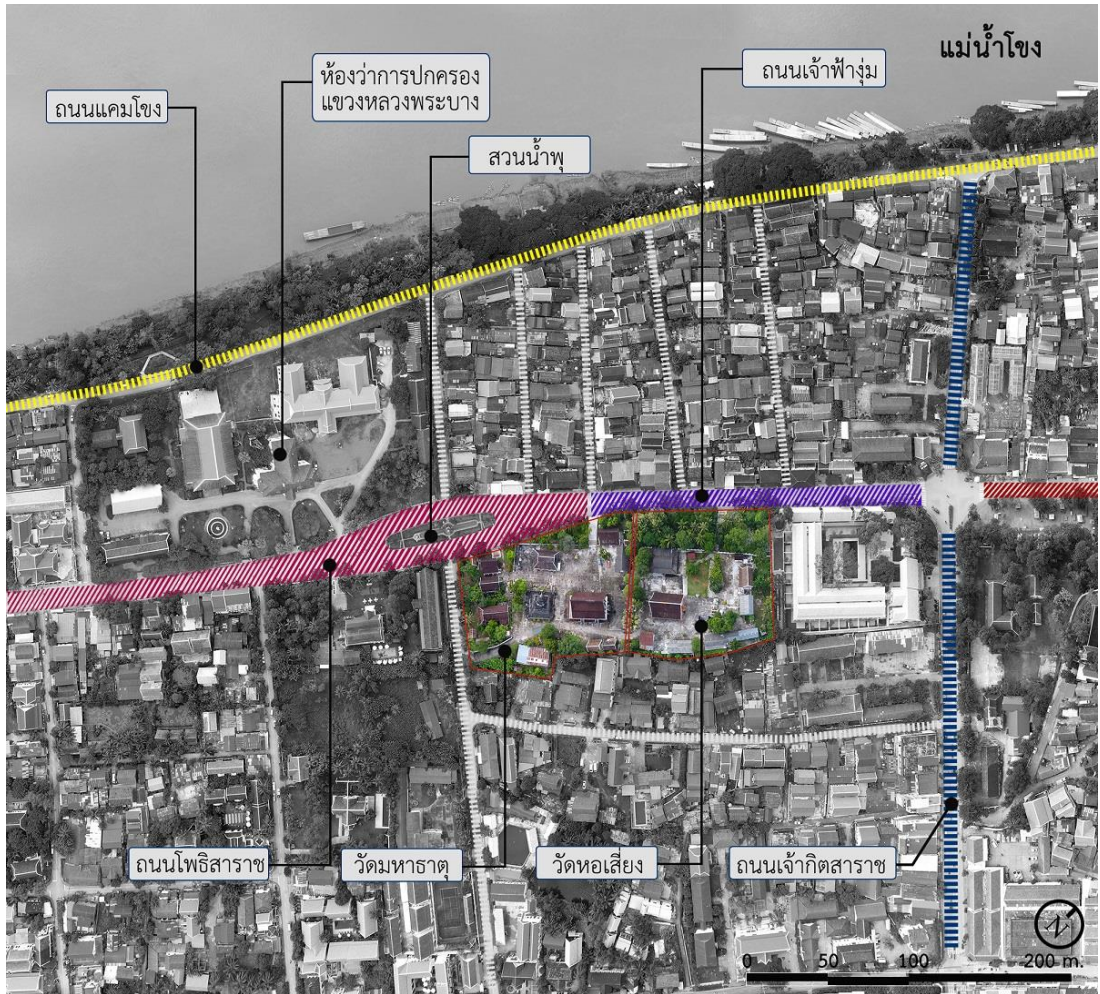 แม่น้ำโขง
ห้องว่าการปกครอง
แขวงหลวงพระบาง
ถนนเจ้าฟ้างุ่ม
ถนนแคมโขง
สวนน้ำพุ
ถนนโพธิสาราช
วัดมหาธาตุ
วัดหอเสี่ยง
ถนนเจ้ากิตสาราช
N
0 50 100 200 m.